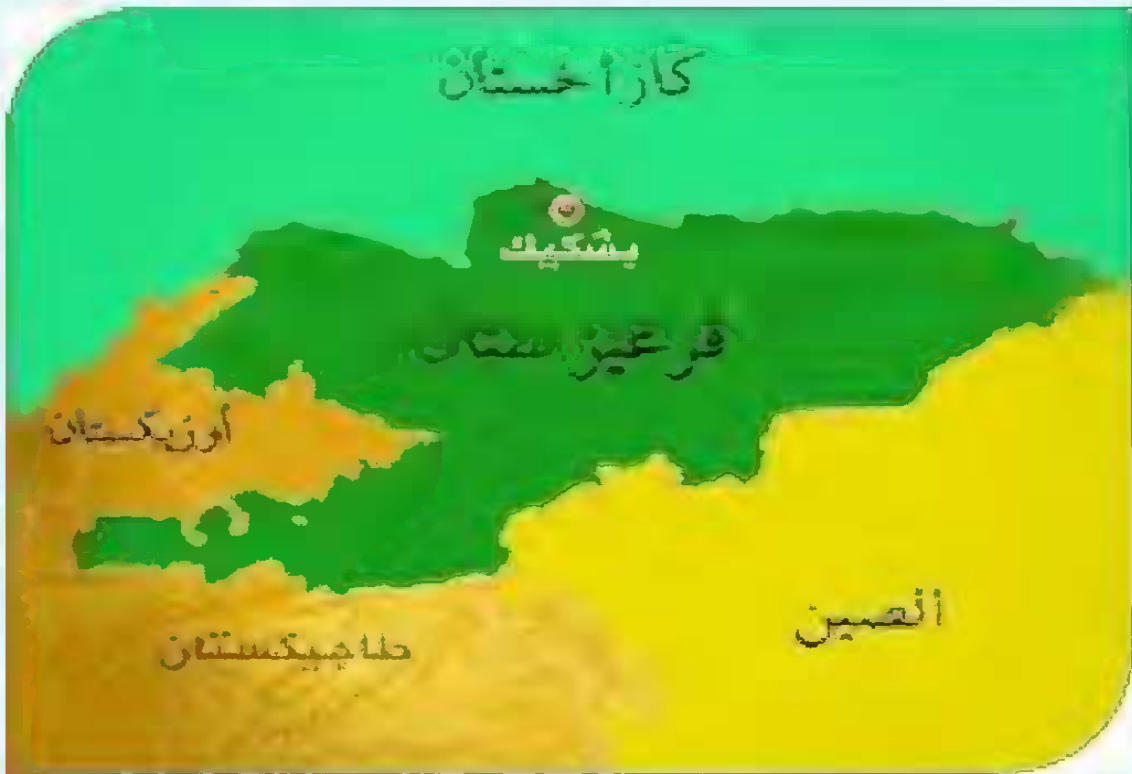 كازاخستان
بشكيك
قرغيزستان
أوزبكستان
طاجيكستان
الصين